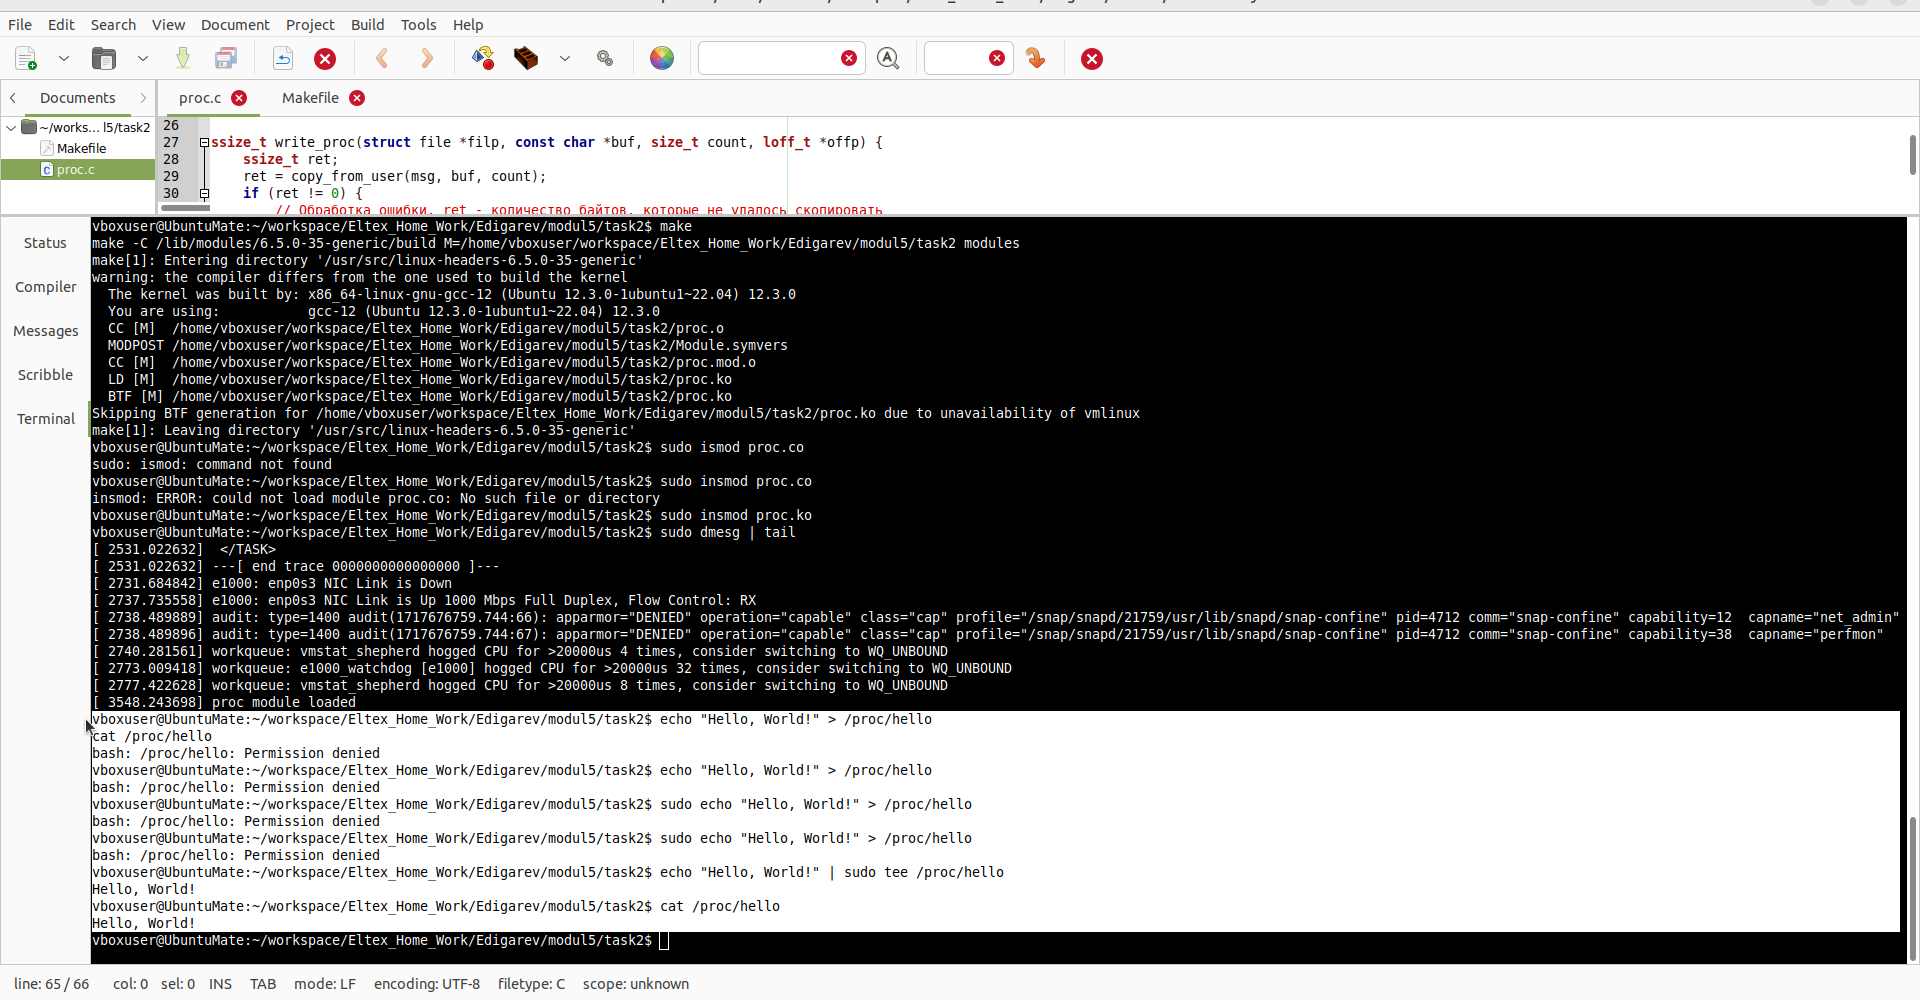 File Edit Search View Document Project Build Tools Help
Documents
proc.c
Makefile
~/works... l5/task2
Makefile
proc.c
26
27 ssize_t write_proc(struct file *filp, const char *buf, size_t count, loff_t *offp) {
28 ssize_t ret;
29 ret = copy_from_user(msg, buf, count);
30 if (ret != 0) {
// Обработка ошибки, ret - количество байтов, которые не удалось скопировать
Status
Compiler
Messages
Scribble
Terminal
vboxuser@UbuntuMate:~/workspace/Eltex_Home_Work/Edigarev/modul5/task2$ make
make -C /lib/modules/6.5.0-35-generic/build M=/home/vboxuser/workspace/Eltex_Home_Work/Edigarev/modul5/task2 modules
make[1]: Entering directory '/usr/src/linux-headers-6.5.0-35-generic'
warning: the compiler differs from the one used to build the kernel
The kernel was built by: x86_64-linux-gnu-gcc-12 (Ubuntu 12.3.0-1ubuntu1~22.04) 12.3.0
You are using: gcc-12 (Ubuntu 12.3.0-1ubuntu1~22.04) 12.3.0
CC [M] /home/vboxuser/workspace/Eltex_Home_Work/Edigarev/modul5/task2/proc.o
MODPOST /home/vboxuser/workspace/Eltex_Home_Work/Edigarev/modul5/task2/Module.symvers
CC [M] /home/vboxuser/workspace/Eltex_Home_Work/Edigarev/modul5/task2/proc.mod.o
LD [M] /home/vboxuser/workspace/Eltex_Home_Work/Edigarev/modul5/task2/proc.ko
BTF [M] /home/vboxuser/workspace/Eltex_Home_Work/Edigarev/modul5/task2/proc.ko
Skipping BTF generation for /home/vboxuser/workspace/Eltex_Home_Work/Edigarev/modul5/task2/proc.ko due to unavailability of vmlinux
make[1]: Leaving directory '/usr/src/linux-headers-6.5.0-35-generic'
vboxuser@UbuntuMate:~/workspace/Eltex_Home_Work/Edigarev/modul5/task2$ sudo ismod proc.co
sudo: ismod: command not found
vboxuser@UbuntuMate:~/workspace/Eltex_Home_Work/Edigarev/modul5/task2$ sudo insmod proc.co
insmod: ERROR: could not load module proc.co: No such file or directory
vboxuser@UbuntuMate:~/workspace/Eltex_Home_Work/Edigarev/modul5/task2$ sudo insmod proc.ko
vboxuser@UbuntuMate:~/workspace/Eltex_Home_Work/Edigarev/modul5/task2$ sudo dmesg | tail
[ 2531.022632] </TASK>
[ 2531.022632] ---[ end trace 0000000000000000 ]---
[ 2731.684842] e1000: enp0s3 NIC Link is Down
[ 2737.735558] e1000: enp0s3 NIC Link is Up 1000 Mbps Full Duplex, Flow Control: RX
[ 2738.489889] audit: type=1400 audit(1717676759.744:66): apparmor="DENIED" operation="capable" class="cap" profile="/snap/snapd/21759/usr/lib/snapd/snap-confine" pid=4712 comm="snap-confine" capability=12 capname="net_admin"
[ 2738.489896] audit: type=1400 audit(1717676759.744:67): apparmor="DENIED" operation="capable" class="cap" profile="/snap/snapd/21759/usr/lib/snapd/snap-confine" pid=4712 comm="snap-confine" capability=38 capname="perfmon"
[ 2740.281561] workqueue: vmstat_shepherd hogged CPU for >20000us 4 times, consider switching to WQ_UNBOUND
[ 2773.009418] workqueue: e1000_watchdog [e1000] hogged CPU for >20000us 32 times, consider switching to WQ_UNBOUND
[ 2777.422628] workqueue: vmstat_shepherd hogged CPU for >20000us 8 times, consider switching to WQ_UNBOUND
[ 3548.243698] proc module loaded
vboxuser@UbuntuMate:~/workspace/Eltex_Home_Work/Edigarev/modul5/task2$ echo "Hello, World!" > /proc/hello
cat /proc/hello
bash: /proc/hello: Permission denied
vboxuser@UbuntuMate:~/workspace/Eltex_Home_Work/Edigarev/modul5/task2$ echo "Hello, World!" > /proc/hello
bash: /proc/hello: Permission denied
vboxuser@UbuntuMate:~/workspace/Eltex_Home_Work/Edigarev/modul5/task2$ sudo echo "Hello, World!" > /proc/hello
bash: /proc/hello: Permission denied
vboxuser@UbuntuMate:~/workspace/Eltex_Home_Work/Edigarev/modul5/task2$ sudo echo "Hello, World!" > /proc/hello
bash: /proc/hello: Permission denied
vboxuser@UbuntuMate:~/workspace/Eltex_Home_Work/Edigarev/modul5/task2$ echo "Hello, World!" | sudo tee /proc/hello
Hello, World!
vboxuser@UbuntuMate:~/workspace/Eltex_Home_Work/Edigarev/modul5/task2$ cat /proc/hello
Hello, World!
vboxuser@UbuntuMate:~/workspace/Eltex_Home_Work/Edigarev/modul5/task2$
line: 65 / 66 col: 0 sel: 0 INS TAB mode: LF encoding: UTF-8 filetype: C scope: unknown